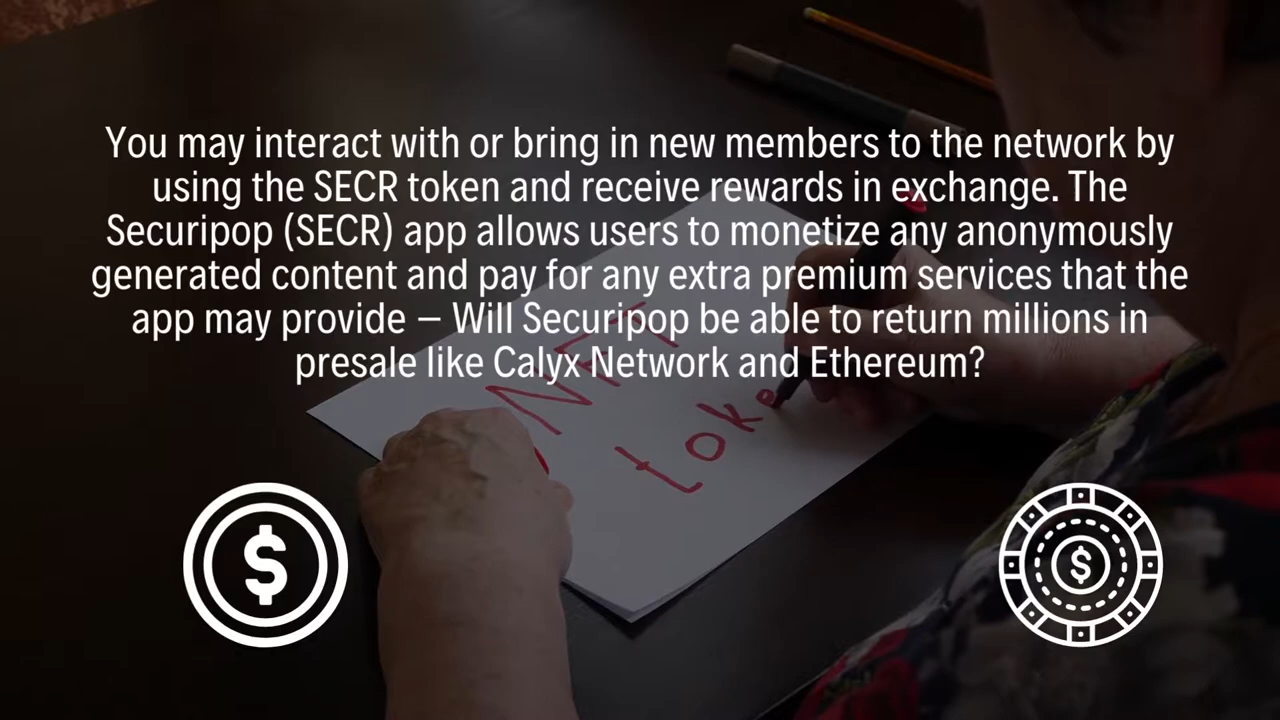 You may interact with or bring in new members to the network by
using the SECR token and receive rewards in exchange. The
Securipop (SECR) app allows users to monetize any anonymously
generated content and pay for any extra premium services that the
app may provide – Will Securipop be able to return millions in
presale like Calyx Network and Ethereum?
NFT
toke
$
$